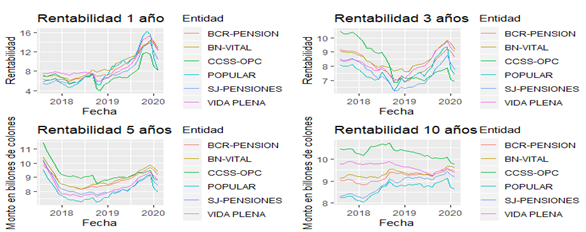 Rentabilidad 1 año
Entidad
Rentabilidad
16
12
8
4
2018
2019
2020
Fecha
BCR-PENSION
BN-VITAL
CCSS-OPC
POPULAR
SJ-PENSIONES
VIDA PLENA
Rentabilidad 3 años
Entidad
Rentabilidad
10
9
8
7
2018
2019
2020
Fecha
BCR-PENSION
BN-VITAL
CCSS-OPC
POPULAR
SJ-PENSIONES
VIDA PLENA
Rentabilidad 5 años
Entidad
Monto en billones de colones
11
10
9
8
2018
2019
2020
Fecha
BCR-PENSION
BN-VITAL
CCSS-OPC
POPULAR
SJ-PENSIONES
VIDA PLENA
Rentabilidad 10 años
Entidad
Monto en billones de colones
10
9
8
2018
2019
2020
Fecha
BCR-PENSION
BN-VITAL
CCSS-OPC
POPULAR
SJ-PENSIONES
VIDA PLENA